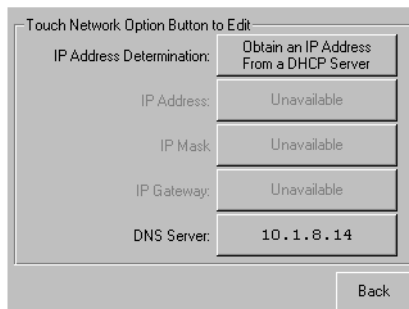 Touch Network Option Button to Edit
IP Address Determination:
Obtain an IP Address
From a DHCP Server
IP Address:
Unavailable
IP Mask
Unavailable
IP Gateway:
Unavailable
DNS Server:
10.1.8.14
Back